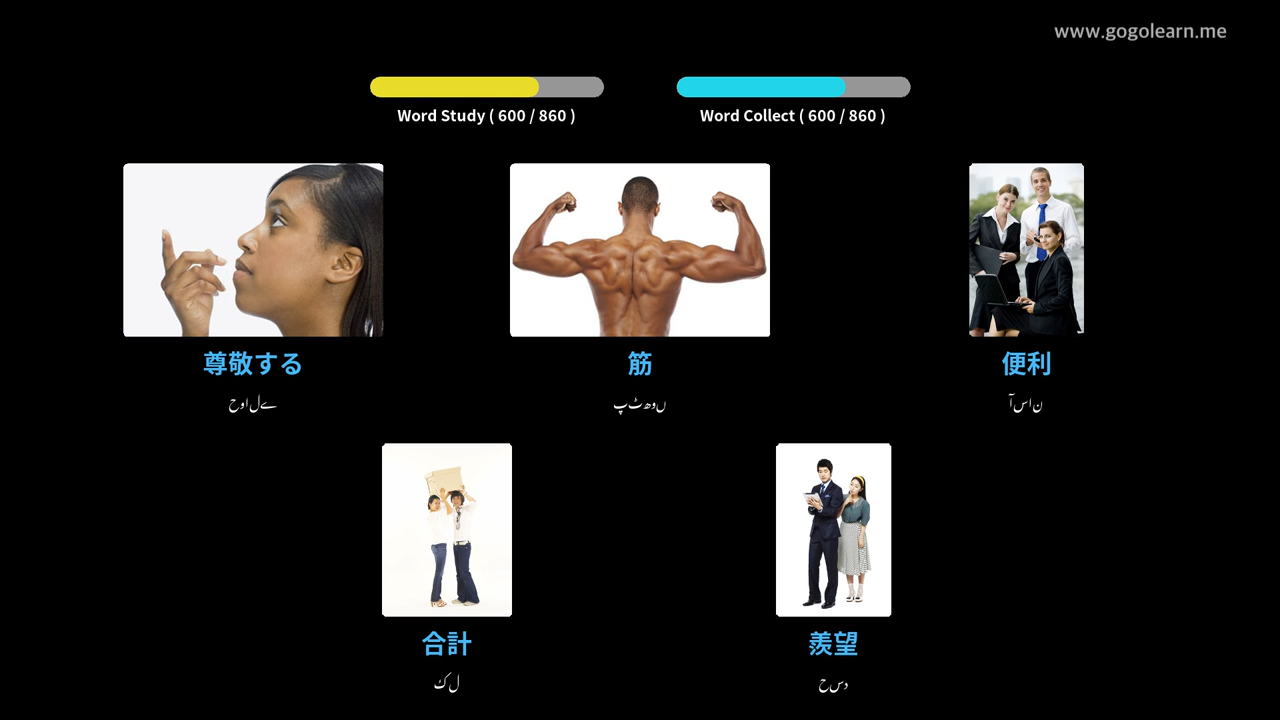 www.gogolearn.me
Word Study ( 600 / 860 )
Word Collect ( 600 / 860 )
尊敬する
筋
便利
حوالے
پٹھوں
آسان
合計
羨望
کل
حسد